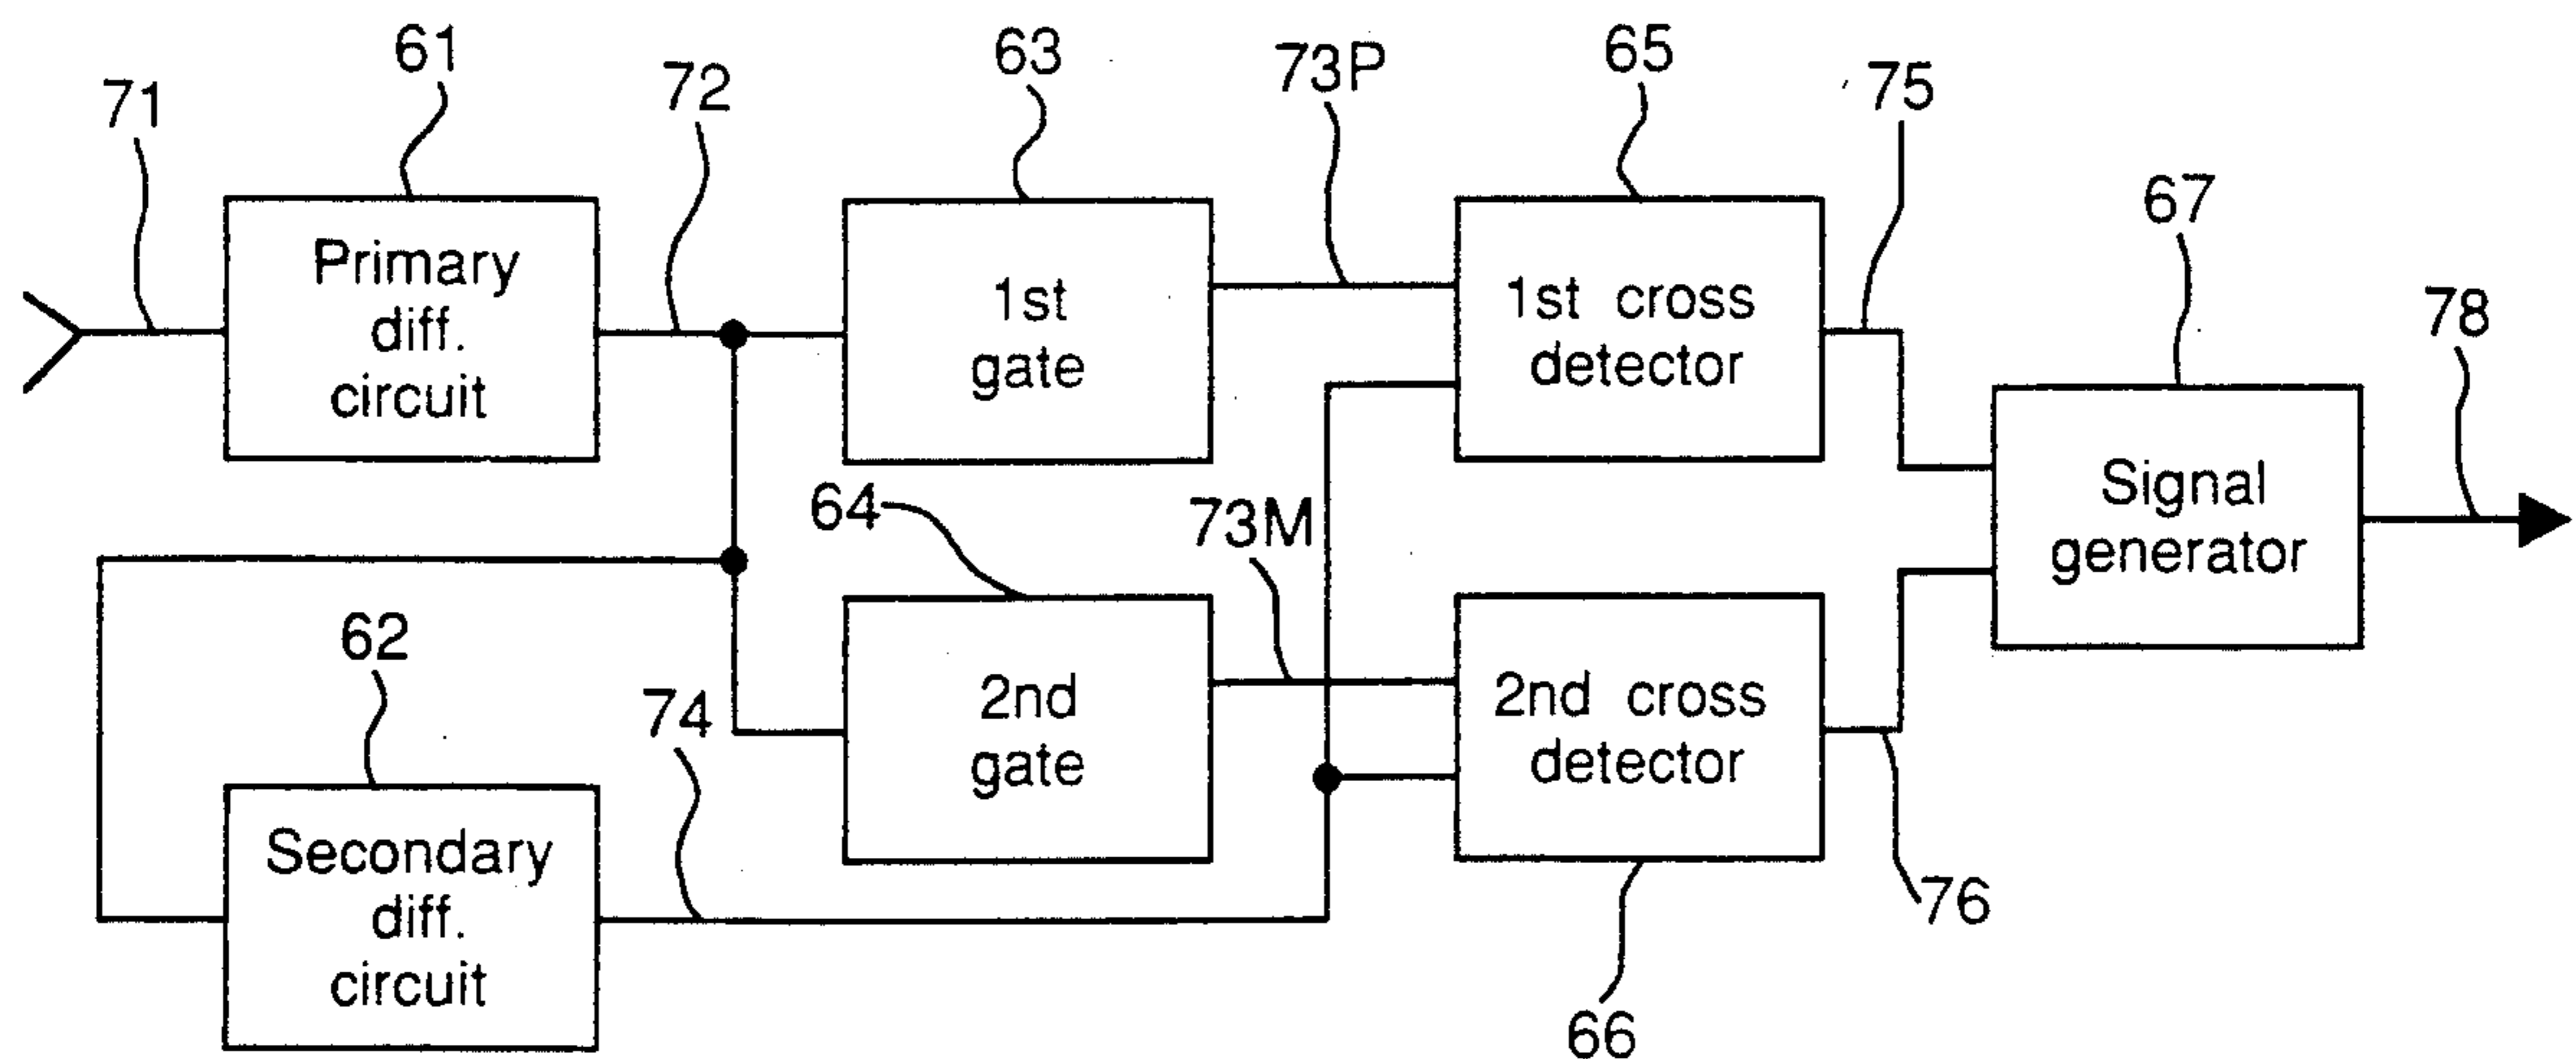 61
63
73P
65
71
72
75
67
Primary
diff.
circuit
1st
gate
1st cross
detector
78
Signal
generator
64
73M
62
74
2nd
gate
2nd cross
detector
Secondary
diff.
circuit
76
66